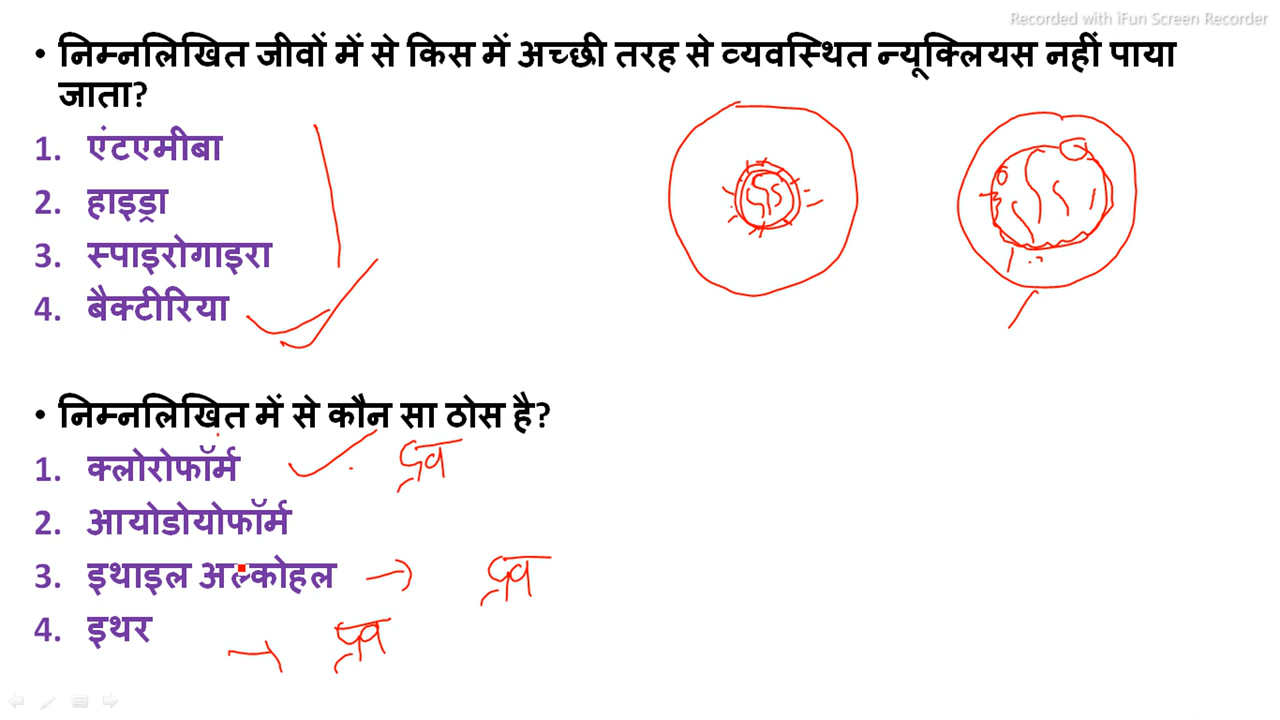 Recorded with iFun Screen Recorder
• निम्नलिखित जीवों में से किस में अच्छी तरह से व्यवस्थित न्यूक्लियस नहीं पाया
जाता?
1. एंटएमीबा
2. हाइड्रा
3. स्पाइरोगाइरा
4. बैक्टीरिया
• निम्नलिखित में से कौन सा ठोस है?
1. क्लोरोफॉर्म द्रव
2. आयोडोयोफॉर्म
3. इथाइल अल्कोहल द्रव
4. इथर द्रव